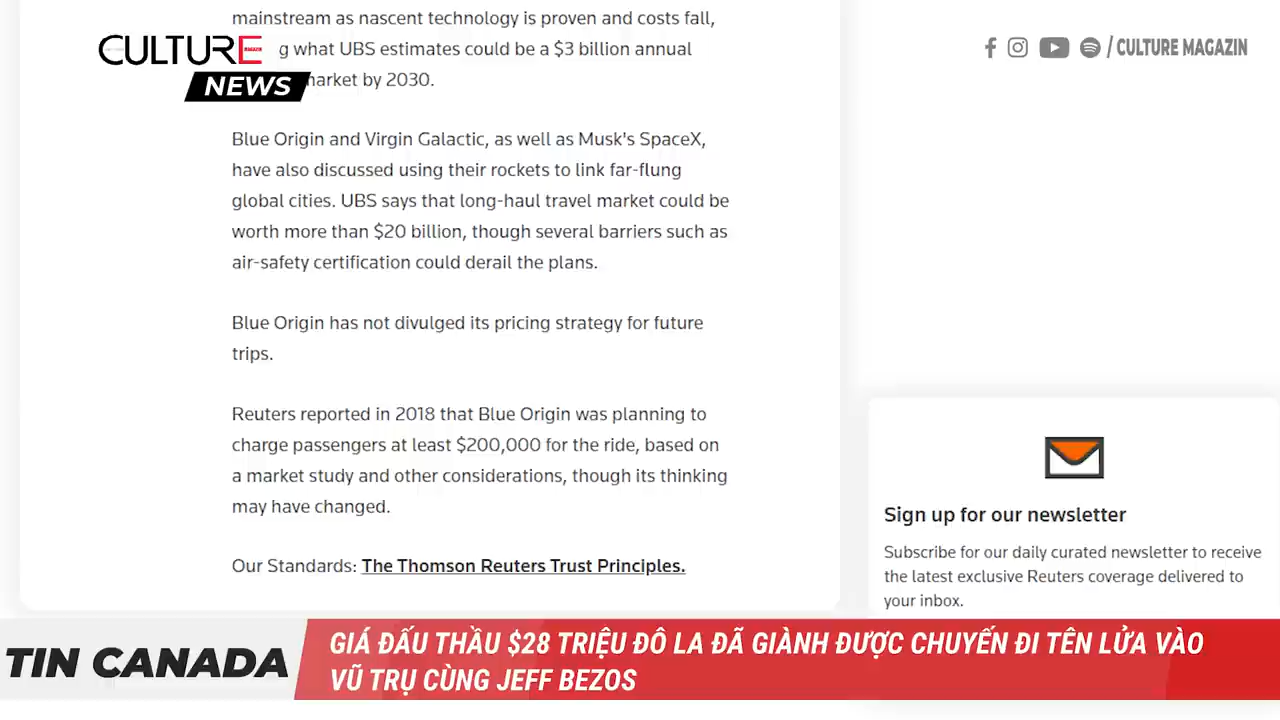 mainstream as nascent technology is proven and costs fall,
CULTURE
what UBS estimates could be a $3 billion annual
/ CULTURE MAGAZIN
NEWS
market by 2030.
Blue Origin and Virgin Galactic, as well as Musk's SpaceX,
have also discussed using their rockets to link far-flung
global cities. UBS says that long-haul travel market could be
worth more than $20 billion, though several barriers such as
air-safety certification could derail the plans.
Blue Origin has not divulged its pricing strategy for future
trips.
Reuters reported in 2018 that Blue Origin was planning to
charge passengers at least $200,000 for the ride, based on
a market study and other considerations, though its thinking
may have changed.
Our Standards: The Thomson Reuters Trust Principles.
Sign up for our newsletter
Subscribe for our daily curated newsletter to receive
the latest exclusive Reuters coverage delivered to
your inbox.
TIN CANADA
GIÁ ĐẤU THẦU $28 TRIỆU ĐÔ LA ĐÃ GIÀNH ĐƯỢC CHUYẾN ĐI TÊN LỬA VÀO
VŨ TRỤ CÙNG JEFF BEZOS